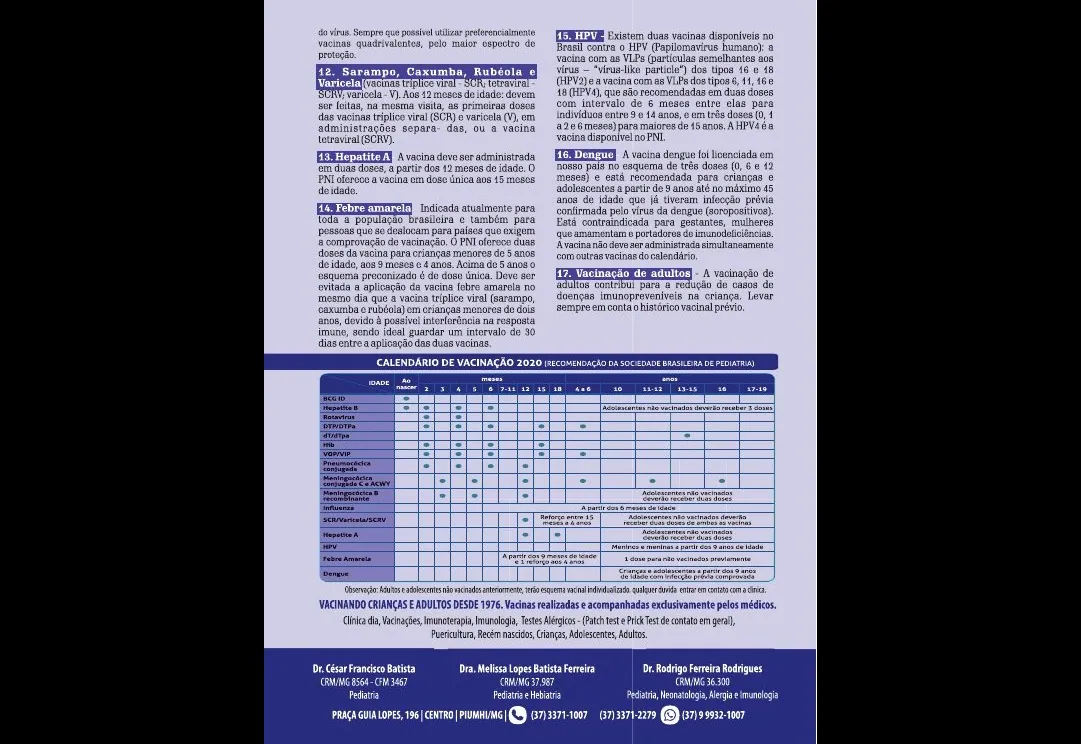 do vírus. Sempre que possível utilizar preferencialmente
vacinas quadrivalentes, pelo maior espectro de
proteção.
12. Sarampo, Caxumba, Rubéola e
Varicela (vacinas tríplice viral - SCR; tetraviral -
SCRV; varicela - V). Aos 12 meses de idade: devem
ser feitas, na mesma visita, as primeiras doses
das vacinas tríplice viral (SCR) e varicela (V), em
administrações separa- das, ou a vacina
tetraviral (SCRV).
13. Hepatite A A vacina deve ser administrada
em duas doses, a partir dos 12 meses de idade. O
PNI oferece a vacina em dose única aos 15 meses
de idade.
14. Febre amarela Indicada atualmente para
toda a população brasileira e também para
pessoas que se deslocam para países que exigem
a comprovação de vacinação. O PNI oferece duas
doses da vacina para crianças menores de 5 anos
de idade, aos 9 meses e 4 anos. Acima de 5 anos o
esquema preconizado é de dose única. Deve ser
evitada a aplicação da vacina febre amarela no
mesmo dia que a vacina tríplice viral (sarampo,
caxumba e rubéola) em crianças menores de dois
anos, devido à possível interferência na resposta
imune, sendo ideal guardar um intervalo de 30
dias entre a aplicação das duas vacinas.
15. HPV - Existem duas vacinas disponíveis no
Brasil contra o HPV (Papilomavírus humano): a
vacina com as VLPs (partículas semelhantes aos
vírus – "vírus-like particle") dos tipos 16 e 18
(HPV2) e a vacina com as VLPs dos tipos 6, 11, 16 e
18 (HPV4), que são recomendadas em duas doses
com intervalo de 6 meses entre elas para
indivíduos entre 9 e 14 anos, e em três doses (0, 1
a 2 e 6 meses) para maiores de 15 anos. A HPV4 é a
vacina disponível no PNI.
16. Dengue A vacina dengue foi licenciada em
nosso país no esquema de três doses (0, 6 e 12
meses) e está recomendada para crianças e
adolescentes a partir de 9 anos até no máximo 45
anos de idade que já tiveram infecção prévia
confirmada pelo vírus da dengue (soropositivos).
Está contraindicada para gestantes, mulheres
que amamentam e portadores de imunodeficiências.
A vacina não deve ser administrada simultaneamente
com outras vacinas do calendário.
17. Vacinação de adultos - A vacinação de
adultos contribui para a redução de casos de
doenças imunopreveníveis na criança. Levar
sempre em conta o histórico vacinal prévio.
CALENDÁRIO DE VACINAÇÃO 2020 (RECOMENDAÇÃO DA SOCIEDADE BRASILEIRA DE PEDIATRIA)
IDADE Ao nascer meses anos
2 3 4 5 6 7-11 12 15 18 4 a 6 10 11-12 13-15 16 17-19
BCG ID
Hepatite B Adolescentes não vacinados deverão receber 3 doses
Rotavírus
DTP/DTPa
dT/dTpa
Hib
VOP/VIP
Pneumocócica
conjugada
Meningocócica
conjugada C e ACWY
Meningocócica B
recombinante
Adolescentes não vacinados
deverão receber duas doses
Influenza A partir dos 6 meses de idade
SCR/Varicela/SCRV
Reforço entre 15
meses a 4 anos
Adolescentes não vacinados deverão
receber duas doses de ambas as vacinas
Hepatite A
Adolescentes não vacinados
deverão receber duas doses
HPV Meninos e meninas a partir dos 9 anos de idade
Febre Amarela
A partir dos 9 meses de idade
e 1 reforço aos 4 anos
1 dose para não vacinados previamente
Dengue
Crianças e adolescentes a partir dos 9 anos
de idade com infecção prévia comprovada
Observação: Adultos e adolescentes não vacinados anteriormente, terão esquema vacinal individualizado. qualquer duvida entrar em contato com a clínica.
VACINANDO CRIANÇAS E ADULTOS DESDE 1976. Vacinas realizadas e acompanhadas exclusivamente pelos médicos.
Clínica dia, Vacinações, Imunoterapia, Imunologia, Testes Alérgicos - (Patch test e Prick Test de contato em geral),
Puericultura, Recém nascidos, Crianças, Adolescentes, Adultos.
Dr. César Francisco Batista
CRM/MG 8564 - CFM 3467
Pediatria
Dra. Melissa Lopes Batista Ferreira
CRM/MG 37.987
Pediatria e Hebiatria
Dr. Rodrigo Ferreira Rodrigues
CRM/MG 36.300
Pediatria, Neonatologia, Alergia e Imunologia
PRAÇA GUIA LOPES, 196 | CENTRO | PIUMHI/MG | (37) 3371-1007 (37) 3371-2279 (37) 9 9932-1007